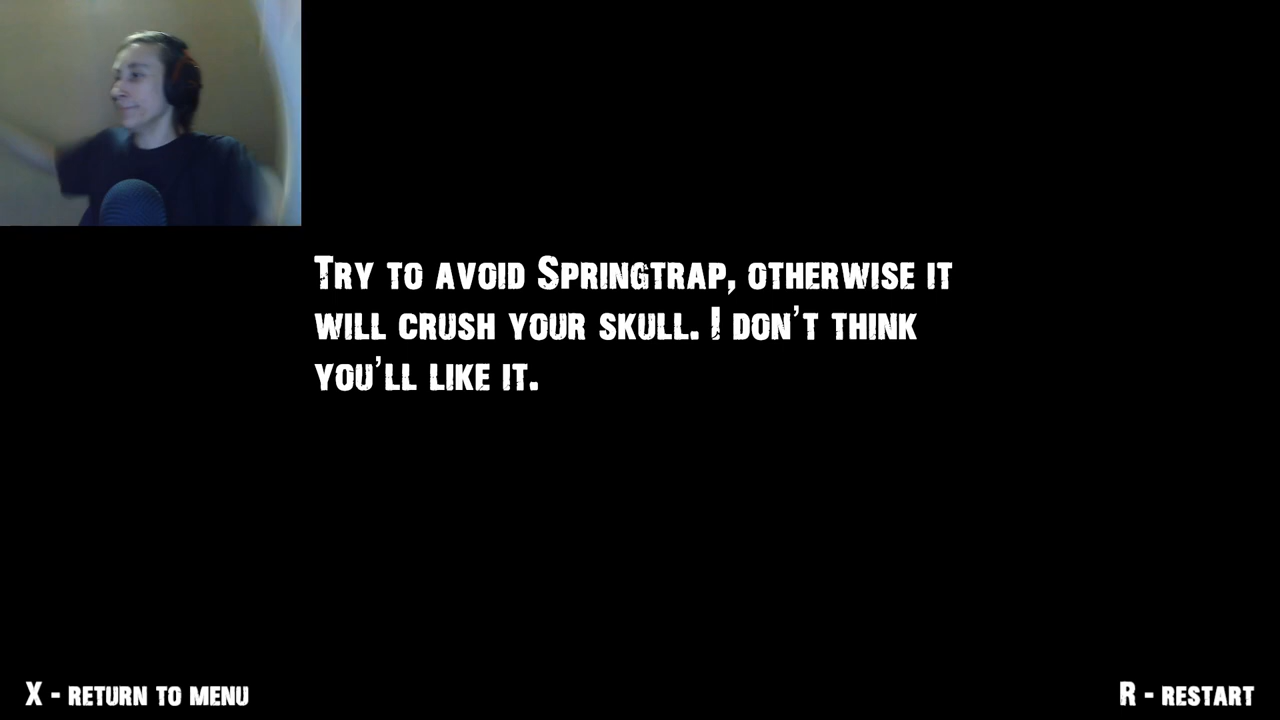 Try to avoid Springtrap, otherwise it
will crush your skull. I don't think
you'll like it.
X - return to menu
R - restart